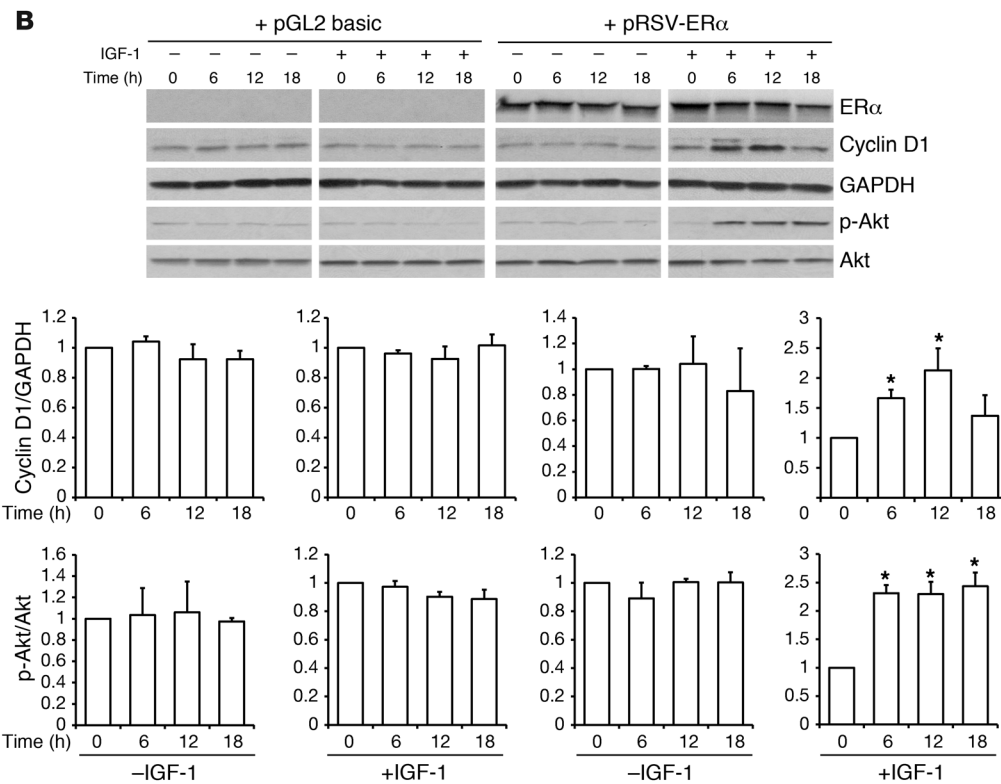 B
+ pGL2 basic + pRSV-ERα
IGF-1 – – – – + + + + – – – – + + + +
Time (h) 0 6 12 18 0 6 12 18 0 6 12 18 0 6 12 18
ERα
Cyclin D1
GAPDH
p-Akt
Akt
Cyclin D1/GAPDH
1.2 1.2 1.4 3
1 1 1.2 2.5
0.8 0.8 1 2
0.6 0.6 0.8 1.5
0.4 0.4 0.6 1
0.2 0.2 0.4 0.5
0 0 0.2
0
* *
Time (h) 0 6 12 18 0 6 12 18 0 6 12 18 0 0 6 12 18
p-Akt/Akt
1.6 1.2 1.2 3
1.4 1 1 2.5
1.2 0.8 0.8 2
1 0.6 0.6 1.5
0.8 0.4 0.4 1
0.6 0.2 0.2 0.5
0.4 0 0 0
0.2
0
* * *
Time (h) 0 6 12 18 0 6 12 18 0 6 12 18 0 6 12 18
–IGF-1 +IGF-1 –IGF-1 +IGF-1